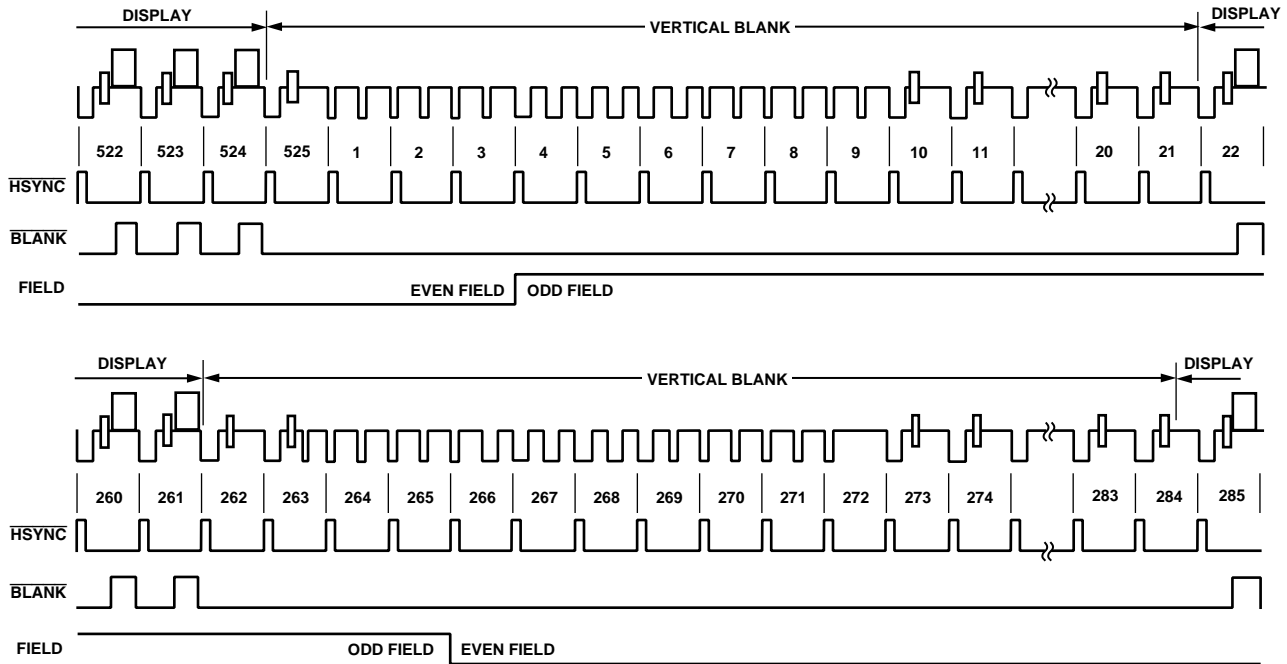 DISPLAY VERTICAL BLANK DISPLAY
522 523 524 525 1 2 3 4 5 6 7 8 9 10 11 20 21 22
HSYNC
BLANK
FIELD EVEN FIELD ODD FIELD
DISPLAY VERTICAL BLANK DISPLAY
260 261 262 263 264 265 266 267 268 269 270 271 272 273 274 283 284 285
HSYNC
BLANK
FIELD ODD FIELD EVEN FIELD